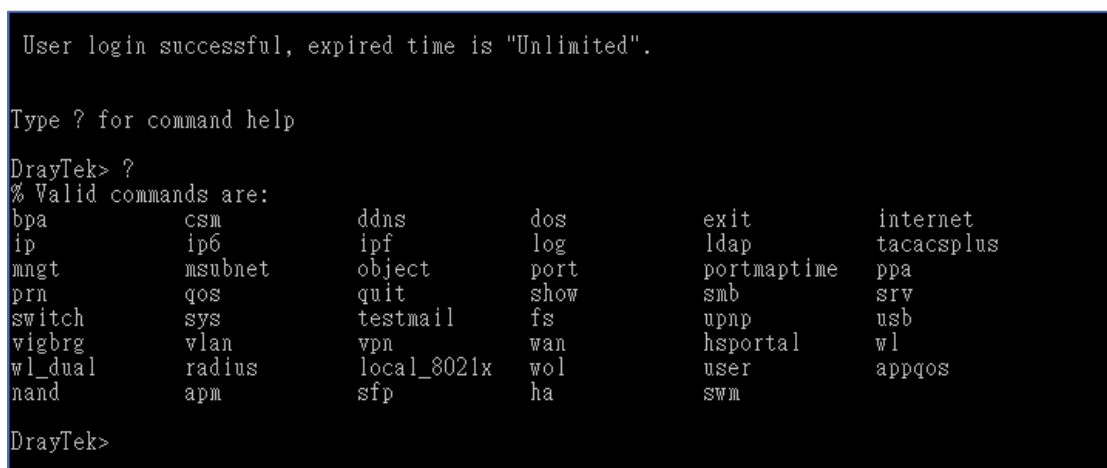 User login successful, expired time is "Unlimited".
Type ? for command help
DrayTek> ?
% Valid commands are:
bpa csm ddns dos exit internet
ip ip6 ipf log ldap tacacsplus
mngt msubnet object port portmaptime ppa
prn qos quit show smb srv
switch sys testmail fs upnp usb
vigbrg vlan vpn wan hsportal wl
wl_dual radius local_8021x wol user appqos
nand apm sfp ha swm
DrayTek>